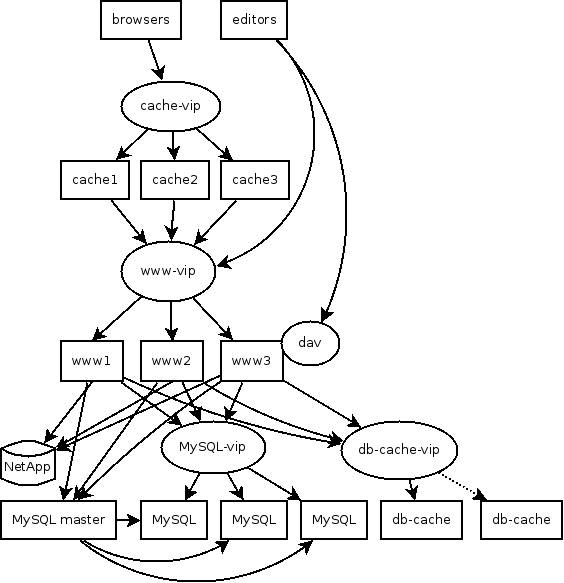 browsers
editors
cache-vip
cache1
cache2
cache3
www-vip
www1
www2
www3
dav
NetApp
MySQL-vip
db-cache-vip
MySQL master
MySQL
MySQL
MySQL
db-cache
db-cache